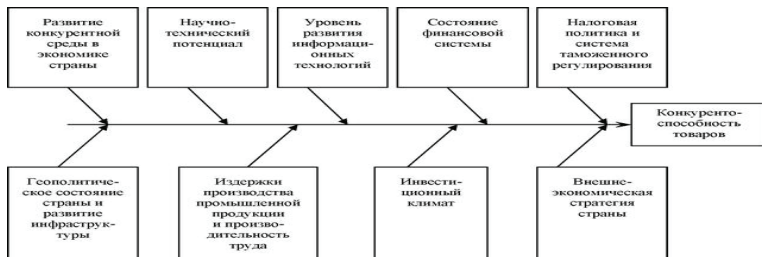 Развитие
конкурентной
среды в
экономике
страны
Научно-
технический
потенциал
Уровень
развития
информаци-
онных
технологий
Состояние
финансовой
системы
Налоговая
политика и
система
таможенного
регулирования
Конкуренто-
способность
товаров
Геополитиче-
ское состояние
страны и
развитие
инфраструк-
туры
Издержки
производства
промышленной
продукции
и произво-
дительность
труда
Инвести-
ционный
климат
Внешне-
экономическая
стратегия
страны